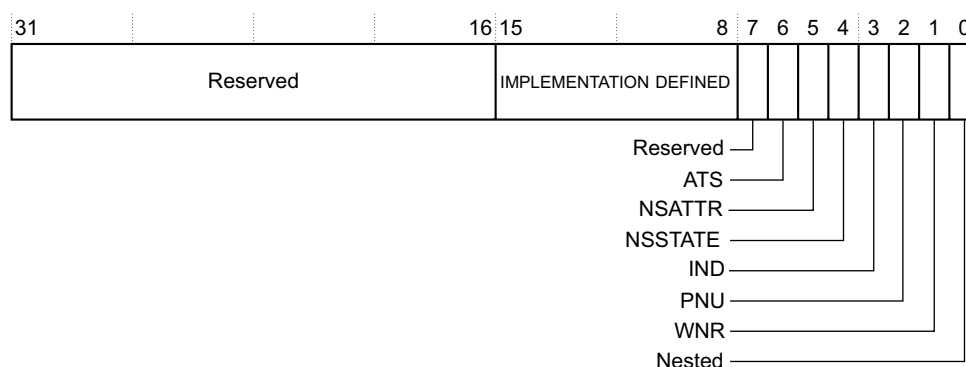 31 16 15 8 7 6 5 4 3 2 1 0
Reserved IMPLEMENTATION DEFINED
Reserved
ATS
NSATTR
NSSTATE
IND
PNU
WNR
Nested